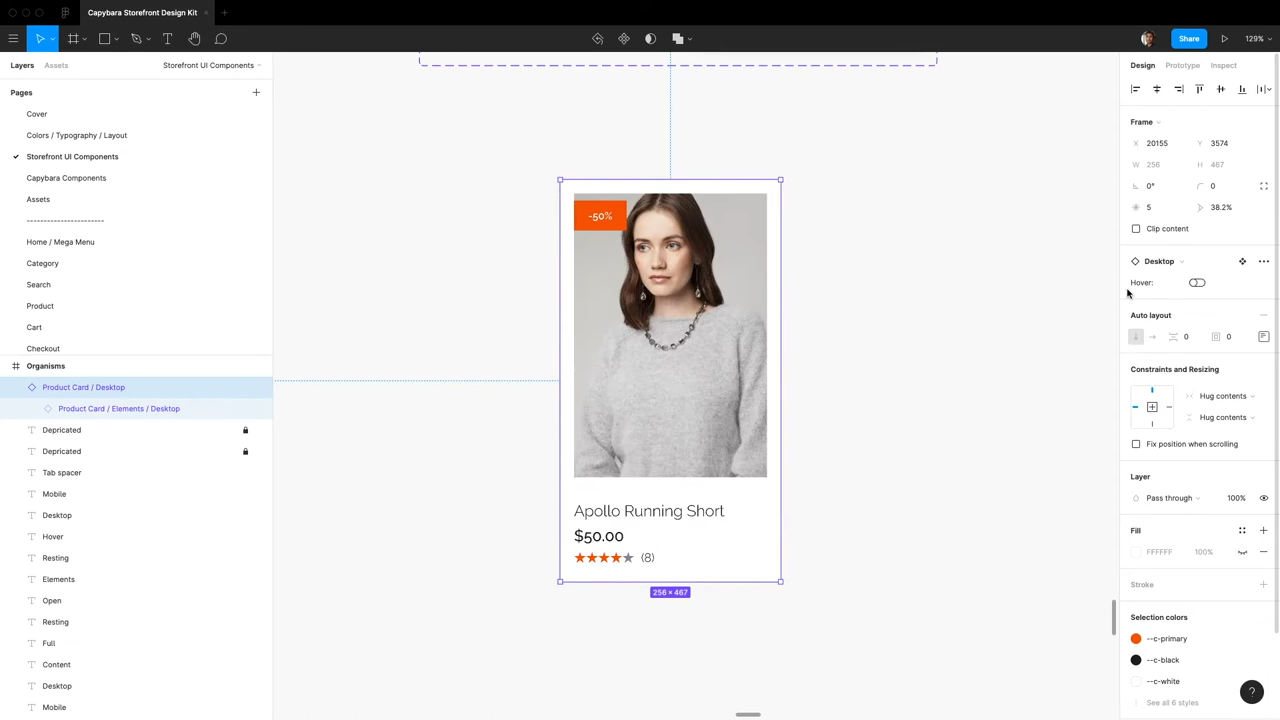 Capybara Storefront Design Kit
Share
129%
Layers
Assets
Storefront UI Components
Pages
Cover
Colors / Typography / Layout
Storefront UI Components
Capybara Components
Assets
-----------------------
Home / Mega Menu
Category
Search
Product
Cart
Checkout
Organisms
Product Card / Desktop
Product Card / Elements / Desktop
Depricated
Depricated
Tab spacer
Mobile
Desktop
Hover
Resting
Elements
Open
Resting
Full
Content
Desktop
Mobile
-50%
Apollo Running Short
$50.00
(8)
256 × 467
Design
Prototype
Inspect
Frame
X 20155 Y 3574
W 256 H 467
0° 0
5 38.2%
Clip content
Desktop
Hover:
Auto layout
0 0
Constraints and Resizing
Hug contents
Hug contents
Fix position when scrolling
Layer
Pass through 100%
Fill
FFFFFF 100%
Stroke
Selection colors
--c-primary
--c-black
--c-white
See all 6 styles
?